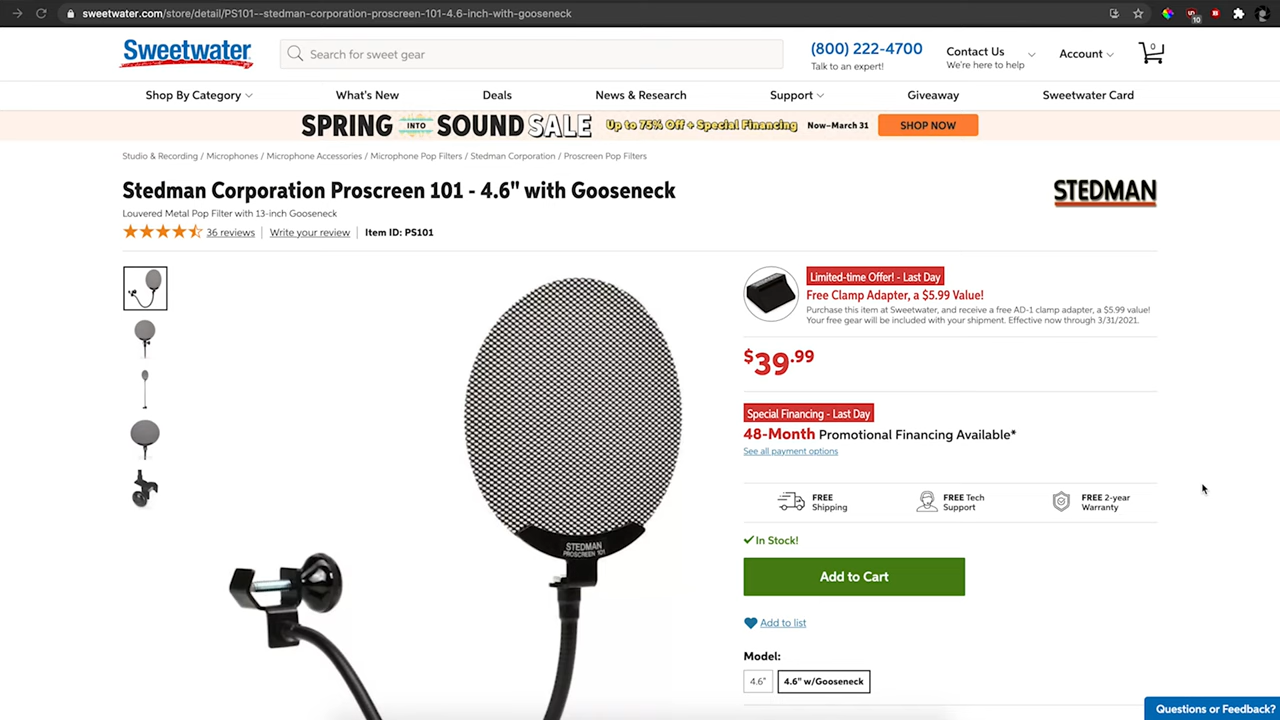 sweetwater.com/store/detail/PS101--stedman-corporation-proscreen-101-4.6-inch-with-gooseneck
10
Sweetwater
Search for sweet gear
(800) 222-4700
Talk to an expert!
Contact Us
We're here to help
Account
0
Shop By Category
What's New
Deals
News & Research
Support
Giveaway
Sweetwater Card
SPRING INTO SOUND SALE Up to 75% Off + Special Financing Now–March 31 SHOP NOW
Studio & Recording / Microphones / Microphone Accessories / Microphone Pop Filters / Stedman Corporation / Proscreen Pop Filters
Stedman Corporation Proscreen 101 - 4.6" with Gooseneck
STEDMAN
Louvered Metal Pop Filter with 13-inch Gooseneck
36 reviews | Write your review | Item ID: PS101
Limited-time Offer! - Last Day
Free Clamp Adapter, a $5.99 Value!
Purchase this item at Sweetwater, and receive a free AD-1 clamp adapter, a $5.99 value!
Your free gear will be included with your shipment. Effective now through 3/31/2021.
$39.99
Special Financing - Last Day
48-Month Promotional Financing Available*
See all payment options
FREE
Shipping
FREE Tech
Support
FREE 2-year
Warranty
In Stock!
STEDMAN
PROSCREEN 101
Add to Cart
Add to list
Model:
4.6"
4.6" w/Gooseneck
Questions or Feedback?